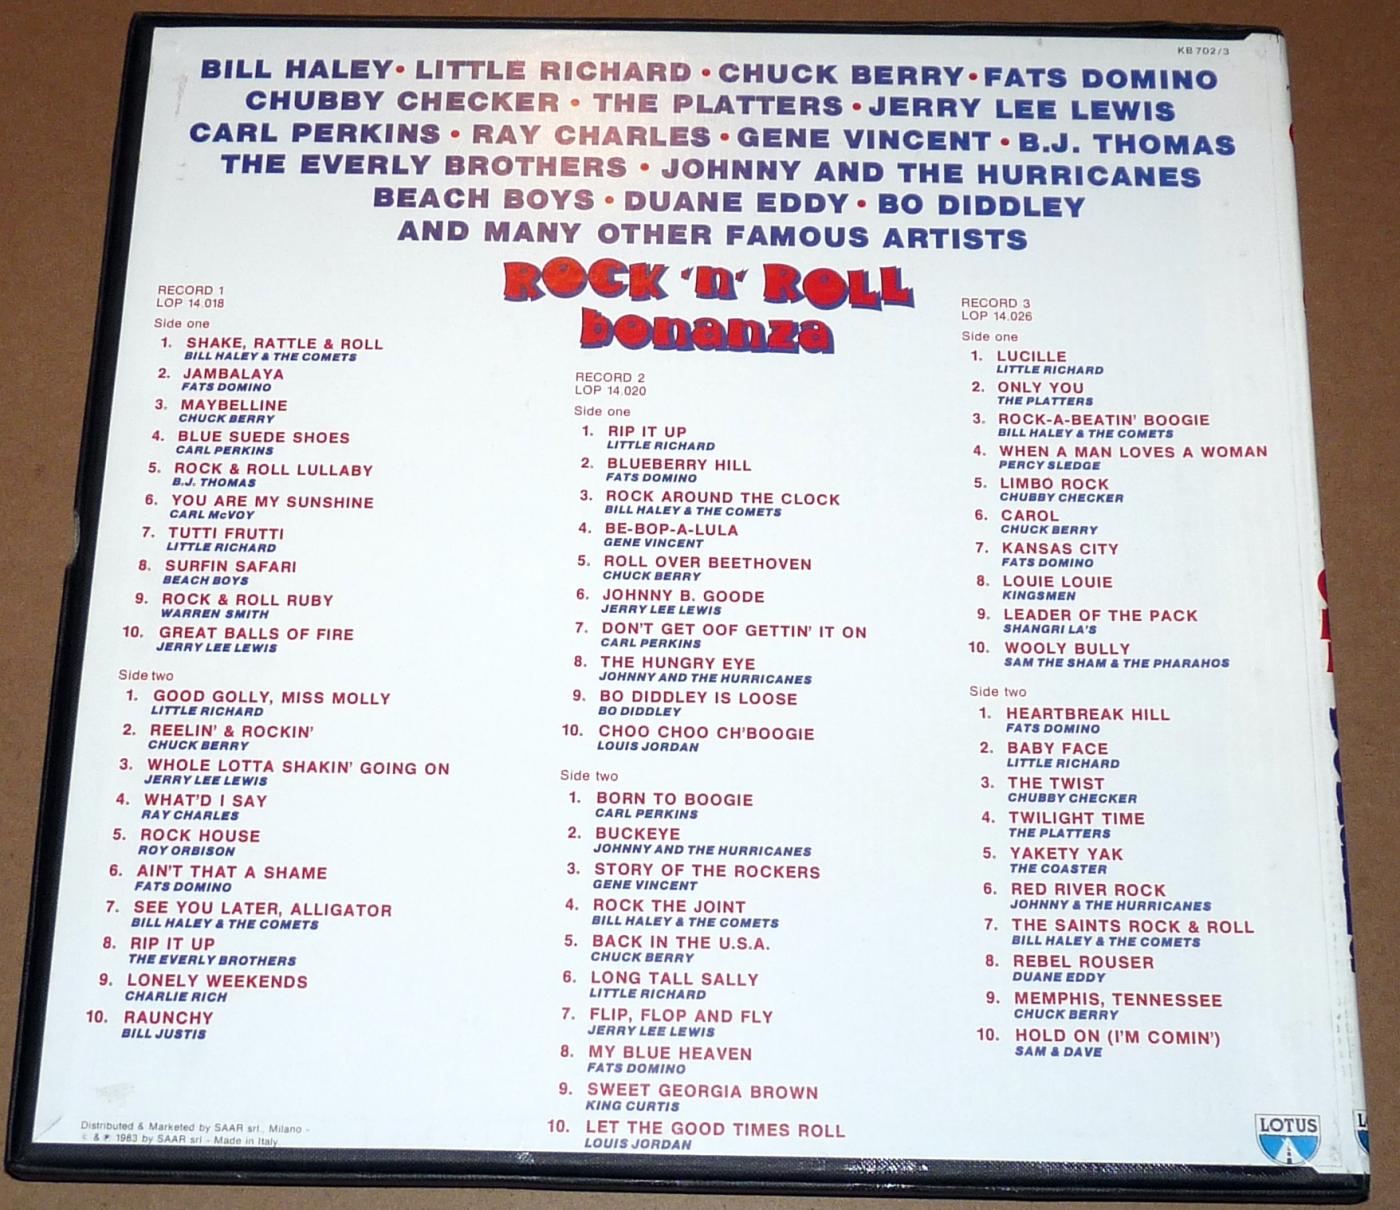 KB 702/3
BILL HALEY • LITTLE RICHARD • CHUCK BERRY • FATS DOMINO
CHUBBY CHECKER • THE PLATTERS • JERRY LEE LEWIS
CARL PERKINS • RAY CHARLES • GENE VINCENT • B.J. THOMAS
THE EVERLY BROTHERS • JOHNNY AND THE HURRICANES
BEACH BOYS • DUANE EDDY • BO DIDDLEY
AND MANY OTHER FAMOUS ARTISTS
ROCK 'n' ROLL
bonanza
RECORD 1
LOP 14.018
Side one
1. SHAKE, RATTLE & ROLL
BILL HALEY & THE COMETS
2. JAMBALAYA
FATS DOMINO
3. MAYBELLINE
CHUCK BERRY
4. BLUE SUEDE SHOES
CARL PERKINS
5. ROCK & ROLL LULLABY
B.J. THOMAS
6. YOU ARE MY SUNSHINE
CARL McVOY
7. TUTTI FRUTTI
LITTLE RICHARD
8. SURFIN SAFARI
BEACH BOYS
9. ROCK & ROLL RUBY
WARREN SMITH
10. GREAT BALLS OF FIRE
JERRY LEE LEWIS
Side two
1. GOOD GOLLY, MISS MOLLY
LITTLE RICHARD
2. REELIN' & ROCKIN'
CHUCK BERRY
3. WHOLE LOTTA SHAKIN' GOING ON
JERRY LEE LEWIS
4. WHAT'D I SAY
RAY CHARLES
5. ROCK HOUSE
ROY ORBISON
6. AIN'T THAT A SHAME
FATS DOMINO
7. SEE YOU LATER, ALLIGATOR
BILL HALEY & THE COMETS
8. RIP IT UP
THE EVERLY BROTHERS
9. LONELY WEEKENDS
CHARLIE RICH
10. RAUNCHY
BILL JUSTIS
RECORD 2
LOP 14.020
Side one
1. RIP IT UP
LITTLE RICHARD
2. BLUEBERRY HILL
FATS DOMINO
3. ROCK AROUND THE CLOCK
BILL HALEY & THE COMETS
4. BE-BOP-A-LULA
GENE VINCENT
5. ROLL OVER BEETHOVEN
CHUCK BERRY
6. JOHNNY B. GOODE
JERRY LEE LEWIS
7. DON'T GET OOF GETTIN' IT ON
CARL PERKINS
8. THE HUNGRY EYE
JOHNNY AND THE HURRICANES
9. BO DIDDLEY IS LOOSE
BO DIDDLEY
10. CHOO CHOO CH'BOOGIE
LOUIS JORDAN
Side two
1. BORN TO BOOGIE
CARL PERKINS
2. BUCKEYE
JOHNNY AND THE HURRICANES
3. STORY OF THE ROCKERS
GENE VINCENT
4. ROCK THE JOINT
BILL HALEY & THE COMETS
5. BACK IN THE U.S.A.
CHUCK BERRY
6. LONG TALL SALLY
LITTLE RICHARD
7. FLIP, FLOP AND FLY
JERRY LEE LEWIS
8. MY BLUE HEAVEN
FATS DOMINO
9. SWEET GEORGIA BROWN
KING CURTIS
10. LET THE GOOD TIMES ROLL
LOUIS JORDAN
RECORD 3
LOP 14.026
Side one
1. LUCILLE
LITTLE RICHARD
2. ONLY YOU
THE PLATTERS
3. ROCK-A-BEATIN' BOOGIE
BILL HALEY & THE COMETS
4. WHEN A MAN LOVES A WOMAN
PERCY SLEDGE
5. LIMBO ROCK
CHUBBY CHECKER
6. CAROL
CHUCK BERRY
7. KANSAS CITY
FATS DOMINO
8. LOUIE LOUIE
KINGSMEN
9. LEADER OF THE PACK
SHANGRI LA'S
10. WOOLY BULLY
SAM THE SHAM & THE PHARAHOS
Side two
1. HEARTBREAK HILL
FATS DOMINO
2. BABY FACE
LITTLE RICHARD
3. THE TWIST
CHUBBY CHECKER
4. TWILIGHT TIME
THE PLATTERS
5. YAKETY YAK
THE COASTER
6. RED RIVER ROCK
JOHNNY & THE HURRICANES
7. THE SAINTS ROCK & ROLL
BILL HALEY & THE COMETS
8. REBEL ROUSER
DUANE EDDY
9. MEMPHIS, TENNESSEE
CHUCK BERRY
10. HOLD ON (I'M COMIN')
SAM & DAVE
Distributed & Marketed by SAAR srl., Milano -
© & ℗ 1983 by SAAR srl - Made in Italy
LOTUS